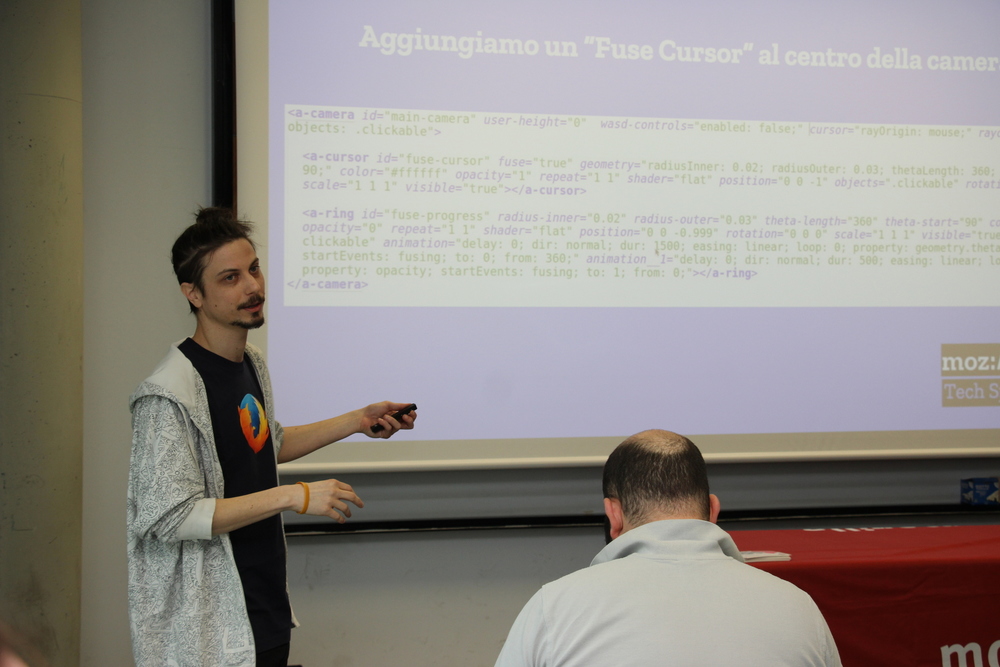 Aggiungiamo un “Fuse Cursor” al centro della camera
<a-camera id="main-camera" user-height="0" wasd-controls="enabled: false;" cursor="rayOrigin: mouse;" rayc
objects: .clickable">
<a-cursor id="fuse-cursor" fuse="true" geometry="radiusInner: 0.02; radiusOuter: 0.03; thetaLength: 360;
90;" color="#ffffff" opacity="1" repeat="1 1" shader="flat" position="0 0 -1" objects=".clickable" rotati
scale="1 1 1" visible="true"></a-cursor>
<a-ring id="fuse-progress" radius-inner="0.02" radius-outer="0.03" theta-length="360" theta-start="90" c
opacity="0" repeat="1 1" shader="flat" position="0 0 -0.999" rotation="0 0 0" scale="1 1 1" visible="true
clickable" animation="delay: 0; dir: normal; dur: 1500; easing: linear; loop: 0; property: geometry.thet
startEvents: fusing; to: 0; from: 360;" animation__1="delay: 0; dir: normal; dur: 500; easing: linear; lo
property: opacity; startEvents: fusing; to: 1; from: 0;"></a-ring>
</a-camera>
moz:/
Tech S
mo